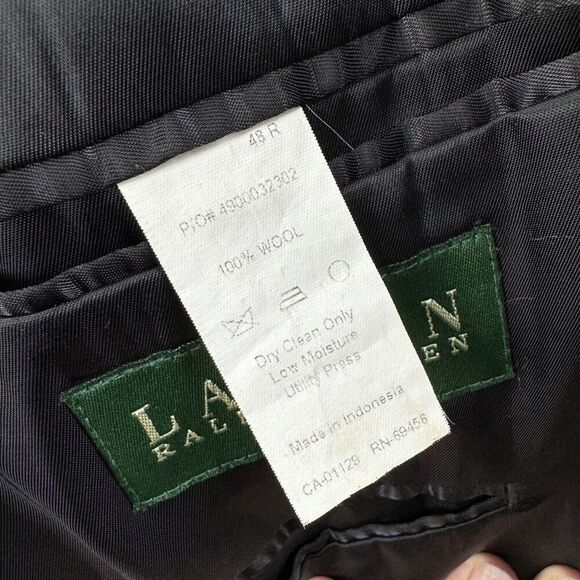 48 R
P/O# 4900032302
100% WOOL
Dry Clean Only
Low Moisture
Utility Press
Made in Indonesia
CA-01129 RN-69456
LA N
RAL EN